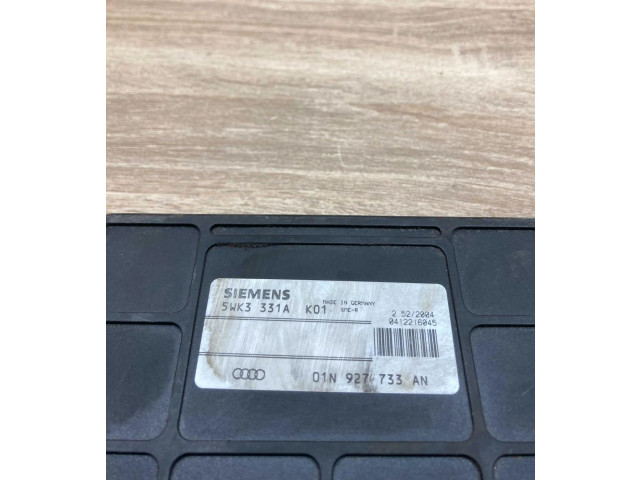 SIEMENS
MADE IN GERMANY
5WK3 331A K01
2 52/2004
0412216045
01N 927 733 AN